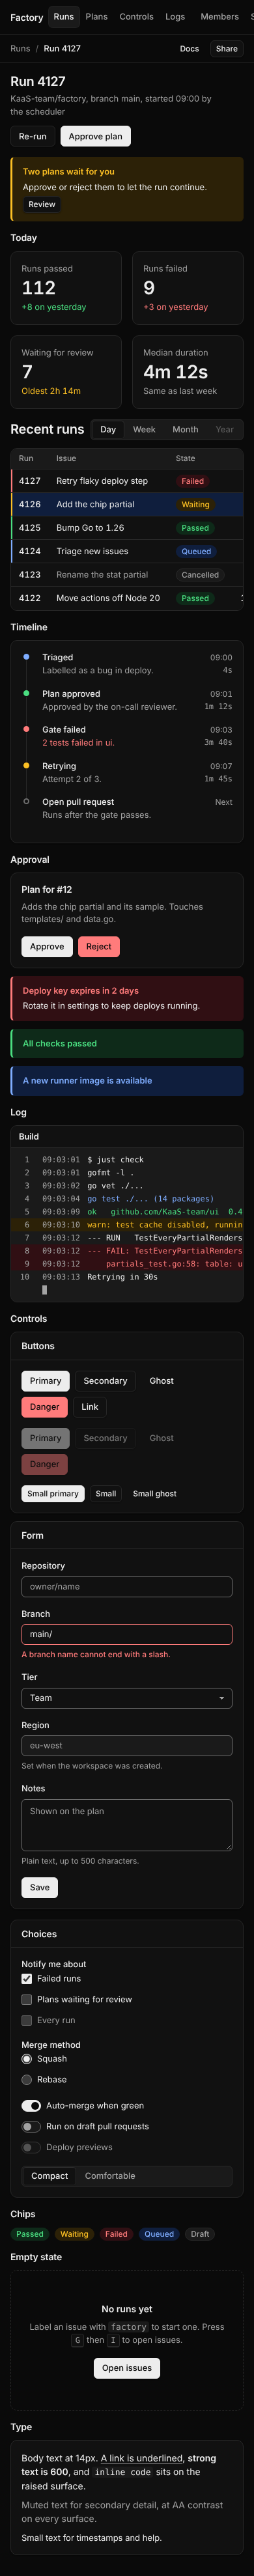 Factory Runs Plans Controls Logs Members
Runs / Run 4127 Docs Share
Run 4127
KaaS-team/factory, branch main, started 09:00 by
the scheduler
Re-run Approve plan
Two plans wait for you
Approve or reject them to let the run continue.
Review
Today
Runs passed
112
+8 on yesterday
Runs failed
9
+3 on yesterday
Waiting for review
7
Oldest 2h 14m
Median duration
4m 12s
Same as last week
Recent runs Day Week Month Year
Run Issue State
4127 Retry flaky deploy step Failed
4126 Add the chip partial Waiting
4125 Bump Go to 1.26 Passed
4124 Triage new issues Queued
4123 Rename the stat partial Cancelled
4122 Move actions off Node 20 Passed
Timeline
Triaged 09:00
Labelled as a bug in deploy. 4s
Plan approved 09:01
Approved by the on-call reviewer. 1m 12s
Gate failed 09:03
2 tests failed in ui. 3m 40s
Retrying 09:07
Attempt 2 of 3. 1m 45s
Open pull request Next
Runs after the gate passes.
Approval
Plan for #12
Adds the chip partial and its sample. Touches
templates/ and data.go.
Approve Reject
Deploy key expires in 2 days
Rotate it in settings to keep deploys running.
All checks passed
A new runner image is available
Log
Build
1 09:03:01 $ just check
2 09:03:01 gofmt -l .
3 09:03:02 go vet ./...
4 09:03:04 go test ./... (14 packages)
5 09:03:09 ok github.com/KaaS-team/ui 0.4
6 09:03:10 warn: test cache disabled, runnin
7 09:03:12 --- RUN TestEveryPartialRenders
8 09:03:12 --- FAIL: TestEveryPartialRenders
9 09:03:12 partials_test.go:58: table: u
10 09:03:13 Retrying in 30s
Controls
Buttons
Primary Secondary Ghost
Danger Link
Primary Secondary Ghost
Danger
Small primary Small Small ghost
Form
Repository
owner/name
Branch
main/
A branch name cannot end with a slash.
Tier
Team
Region
eu-west
Set when the workspace was created.
Notes
Shown on the plan
Plain text, up to 500 characters.
Save
Choices
Notify me about
Failed runs
Plans waiting for review
Every run
Merge method
Squash
Rebase
Auto-merge when green
Run on draft pull requests
Deploy previews
Compact Comfortable
Chips
Passed Waiting Failed Queued Draft
Empty state
No runs yet
Label an issue with factory to start one. Press
G then I to open issues.
Open issues
Type
Body text at 14px. A link is underlined, strong
text is 600, and inline code sits on the
raised surface.
Muted text for secondary detail, at AA contrast
on every surface.
Small text for timestamps and help.